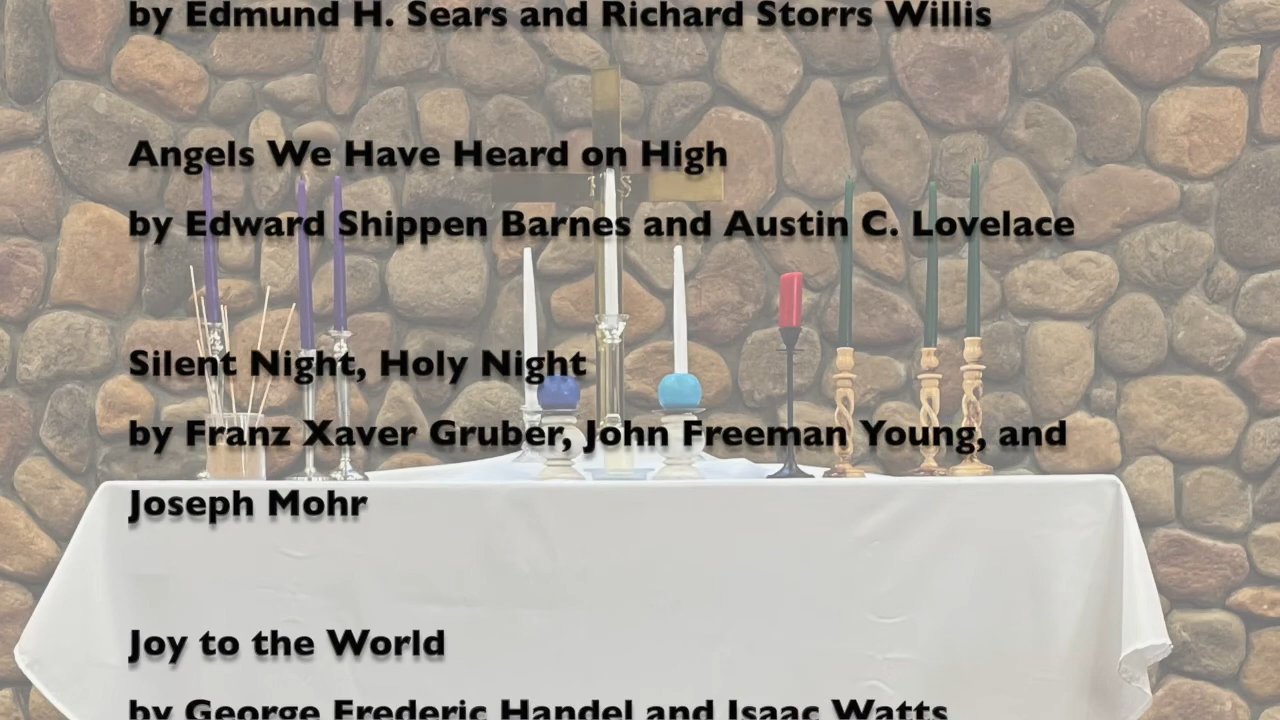 by Edmund H. Sears and Richard Storrs Willis
Angels We Have Heard on High
by Edward Shippen Barnes and Austin C. Lovelace
IHS
Silent Night, Holy Night
by Franz Xaver Gruber, John Freeman Young, and
Joseph Mohr
Joy to the World
by George Frederic Handel and Isaac Watts